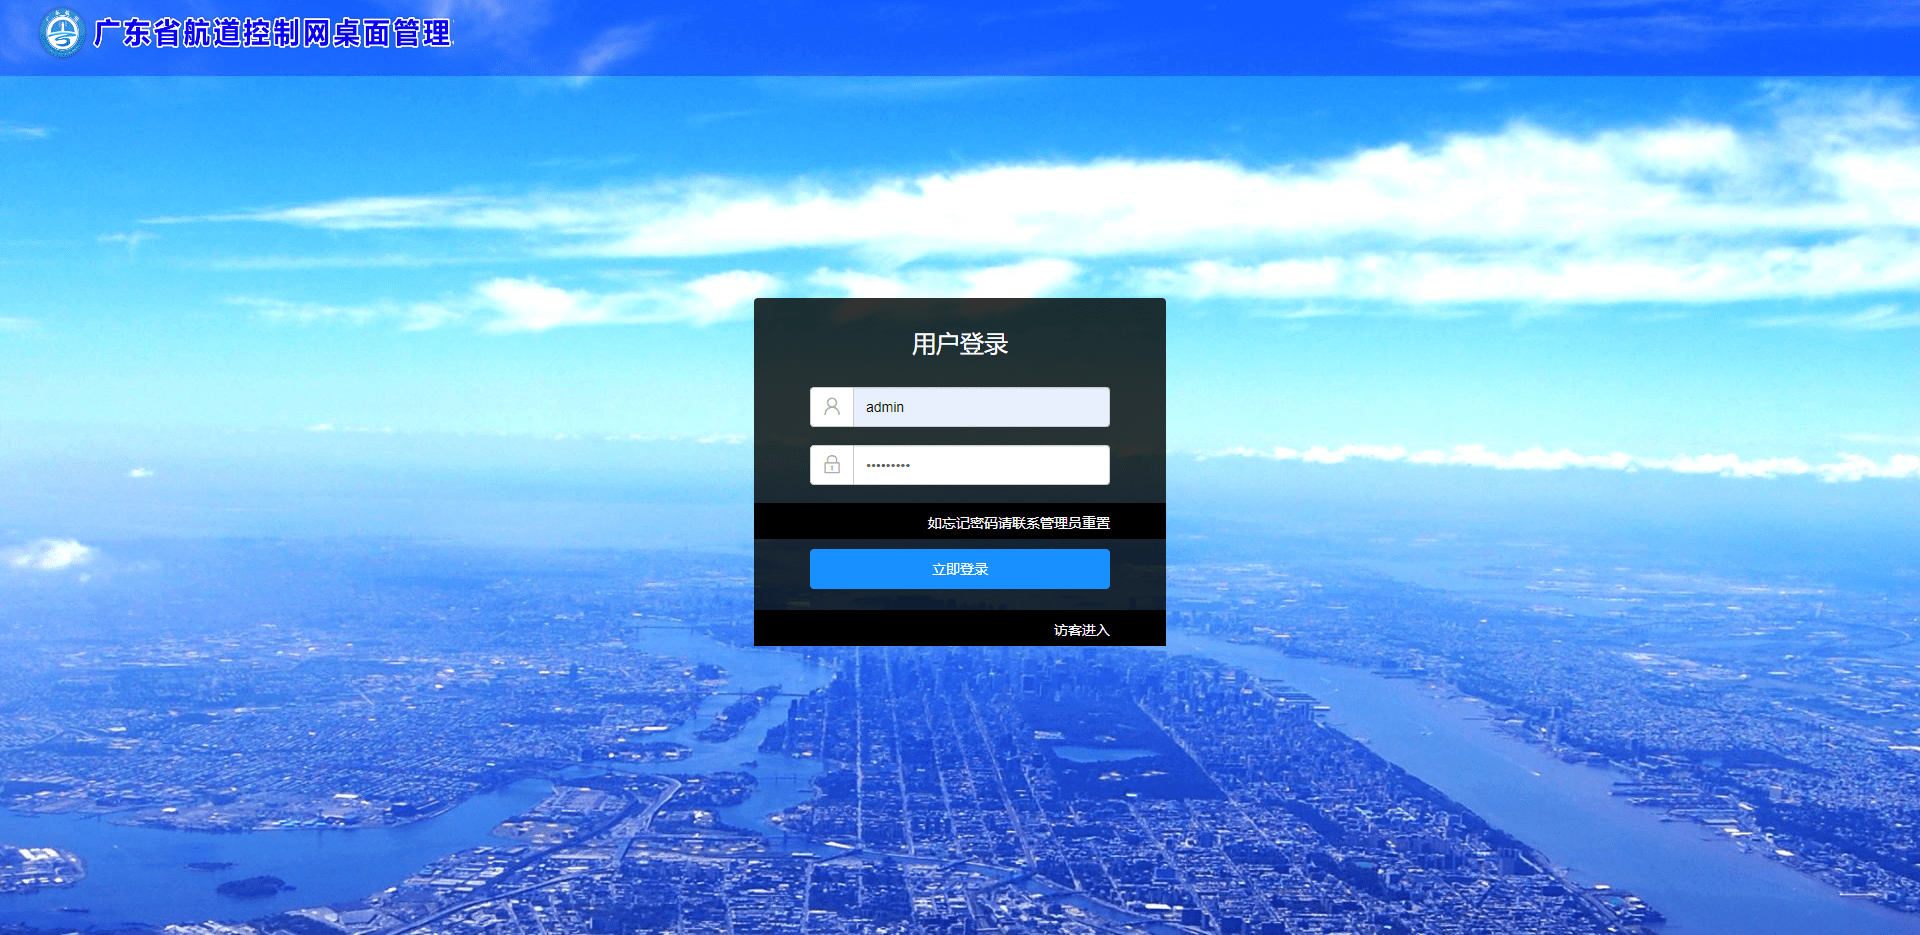 广东省航道控制网桌面管理
用户登录
admin
•••••••••
如忘记密码请联系管理员重置
立即登录
访客进入